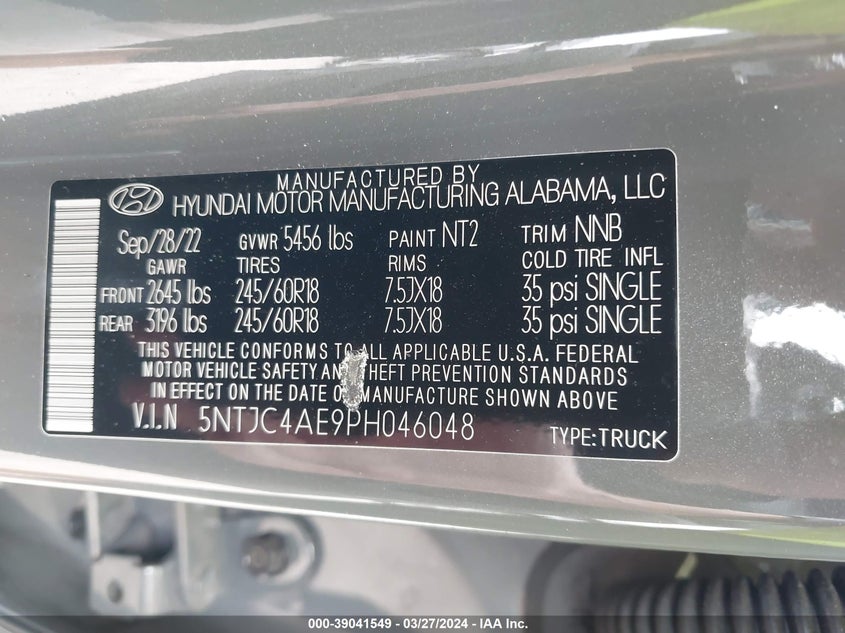 MANUFACTURED BY
HYUNDAI MOTOR MANUFACTURING ALABAMA, LLC
Sep/28/22 GVWR 5456 lbs PAINT NT2 TRIM NNB
GAWR TIRES RIMS COLD TIRE INFL
FRONT 2645 lbs 245/60R18 7.5JX18 35 psi SINGLE
REAR 3196 lbs 245/60R18 7.5JX18 35 psi SINGLE
THIS VEHICLE CONFORMS TO ALL APPLICABLE U.S.A. FEDERAL
MOTOR VEHICLE SAFETY AND THEFT PREVENTION STANDARDS
IN EFFECT ON THE DATE OF MANUFACTURE SHOWN ABOVE
V.I.N 5NTJC4AE9PH046048 TYPE:TRUCK
000-39041549 — 03/27/2024 — IAA Inc.